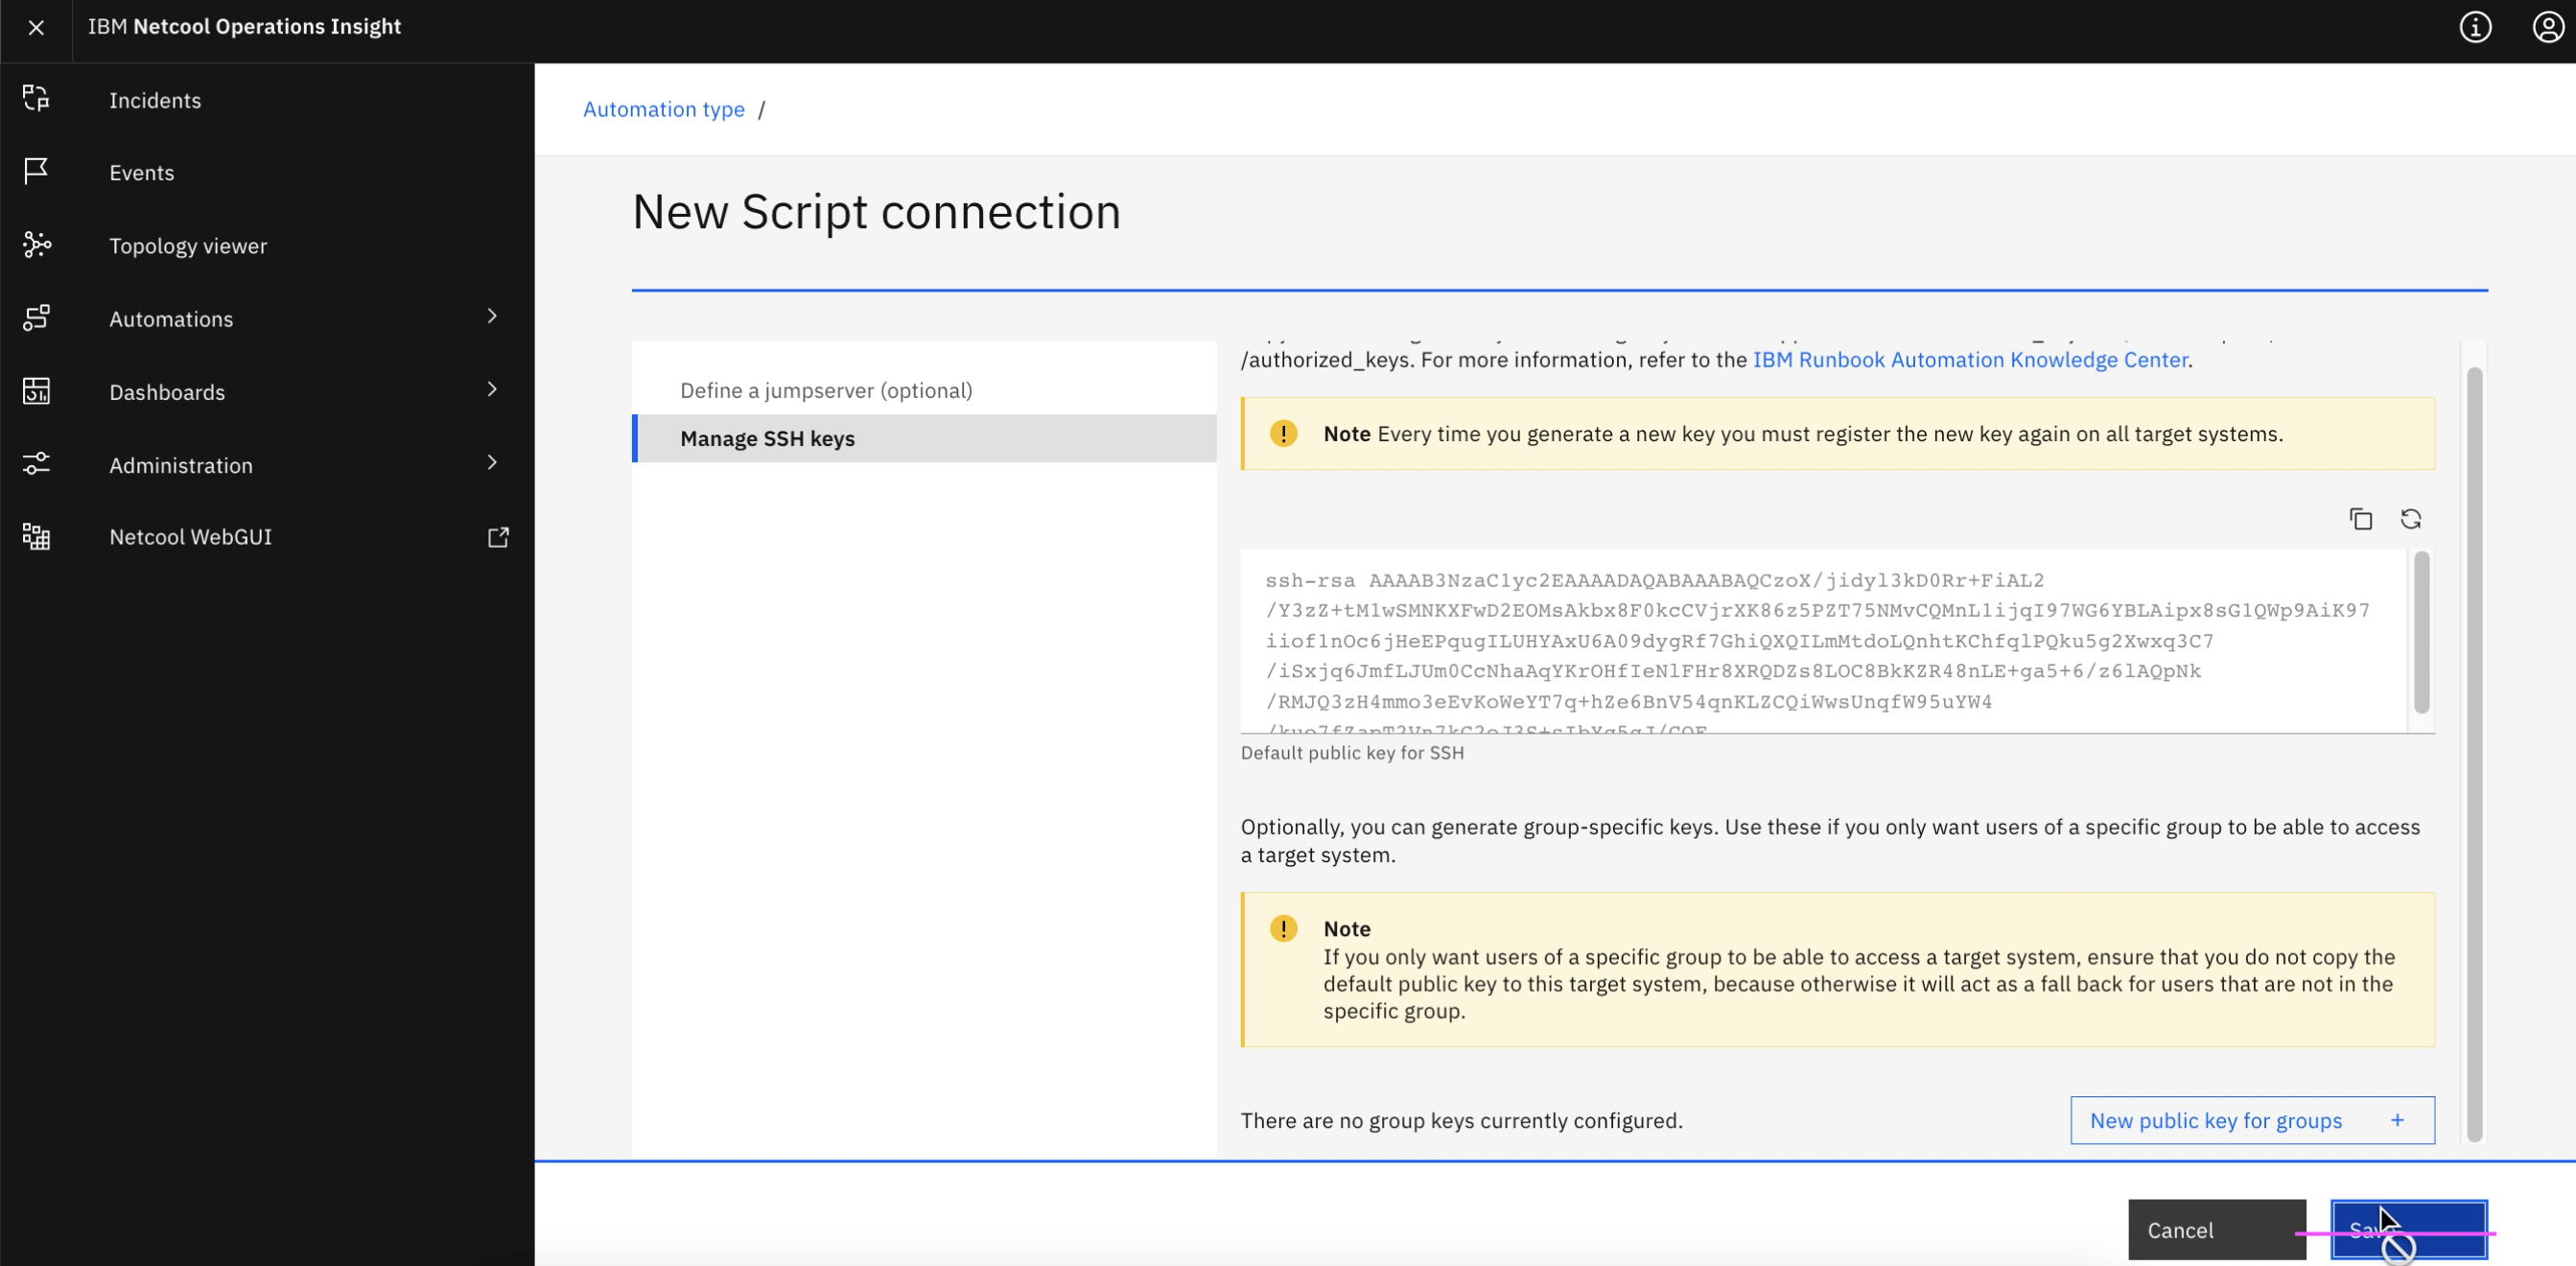 IBM Netcool Operations Insight
Incidents
Events
Topology viewer
Automations
Dashboards
Administration
Netcool WebGUI
Automation type /
New Script connection
Define a jumpserver (optional)
Manage SSH keys
/authorized_keys. For more information, refer to the IBM Runbook Automation Knowledge Center.
Note Every time you generate a new key you must register the new key again on all target systems.
ssh-rsa AAAAB3NzaC1yc2EAAAADAQABAAABAQCzoX/jidyl3kD0Rr+FiAL2
/Y3zZ+tM1wSMNKXFwD2EOMsAkbx8F0kcCVjrXK86z5PZT75NMvCQMnL1ijqI97WG6YBLAipx8sG1QWp9AiK97
iiof1nOc6jHeEPqugILUHYAxU6A09dygRf7GhiQXQILmMtdoLQnhtKChfqlPQku5g2Xwxq3C7
/iSxjq6JmfLJUm0CcNhaAqYKrOHfIeNlFHr8XRQDZs8LOC8BkKZR48nLE+ga5+6/z6lAQpNk
/RMJQ3zH4mmo3eEvKoWeYT7q+hZe6BnV54qnKLZCQiWwsUnqfW95uYW4
Default public key for SSH
Optionally, you can generate group-specific keys. Use these if you only want users of a specific group to be able to access
a target system.
Note
If you only want users of a specific group to be able to access a target system, ensure that you do not copy the
default public key to this target system, because otherwise it will act as a fall back for users that are not in the
specific group.
There are no group keys currently configured.
New public key for groups +
Cancel
Save